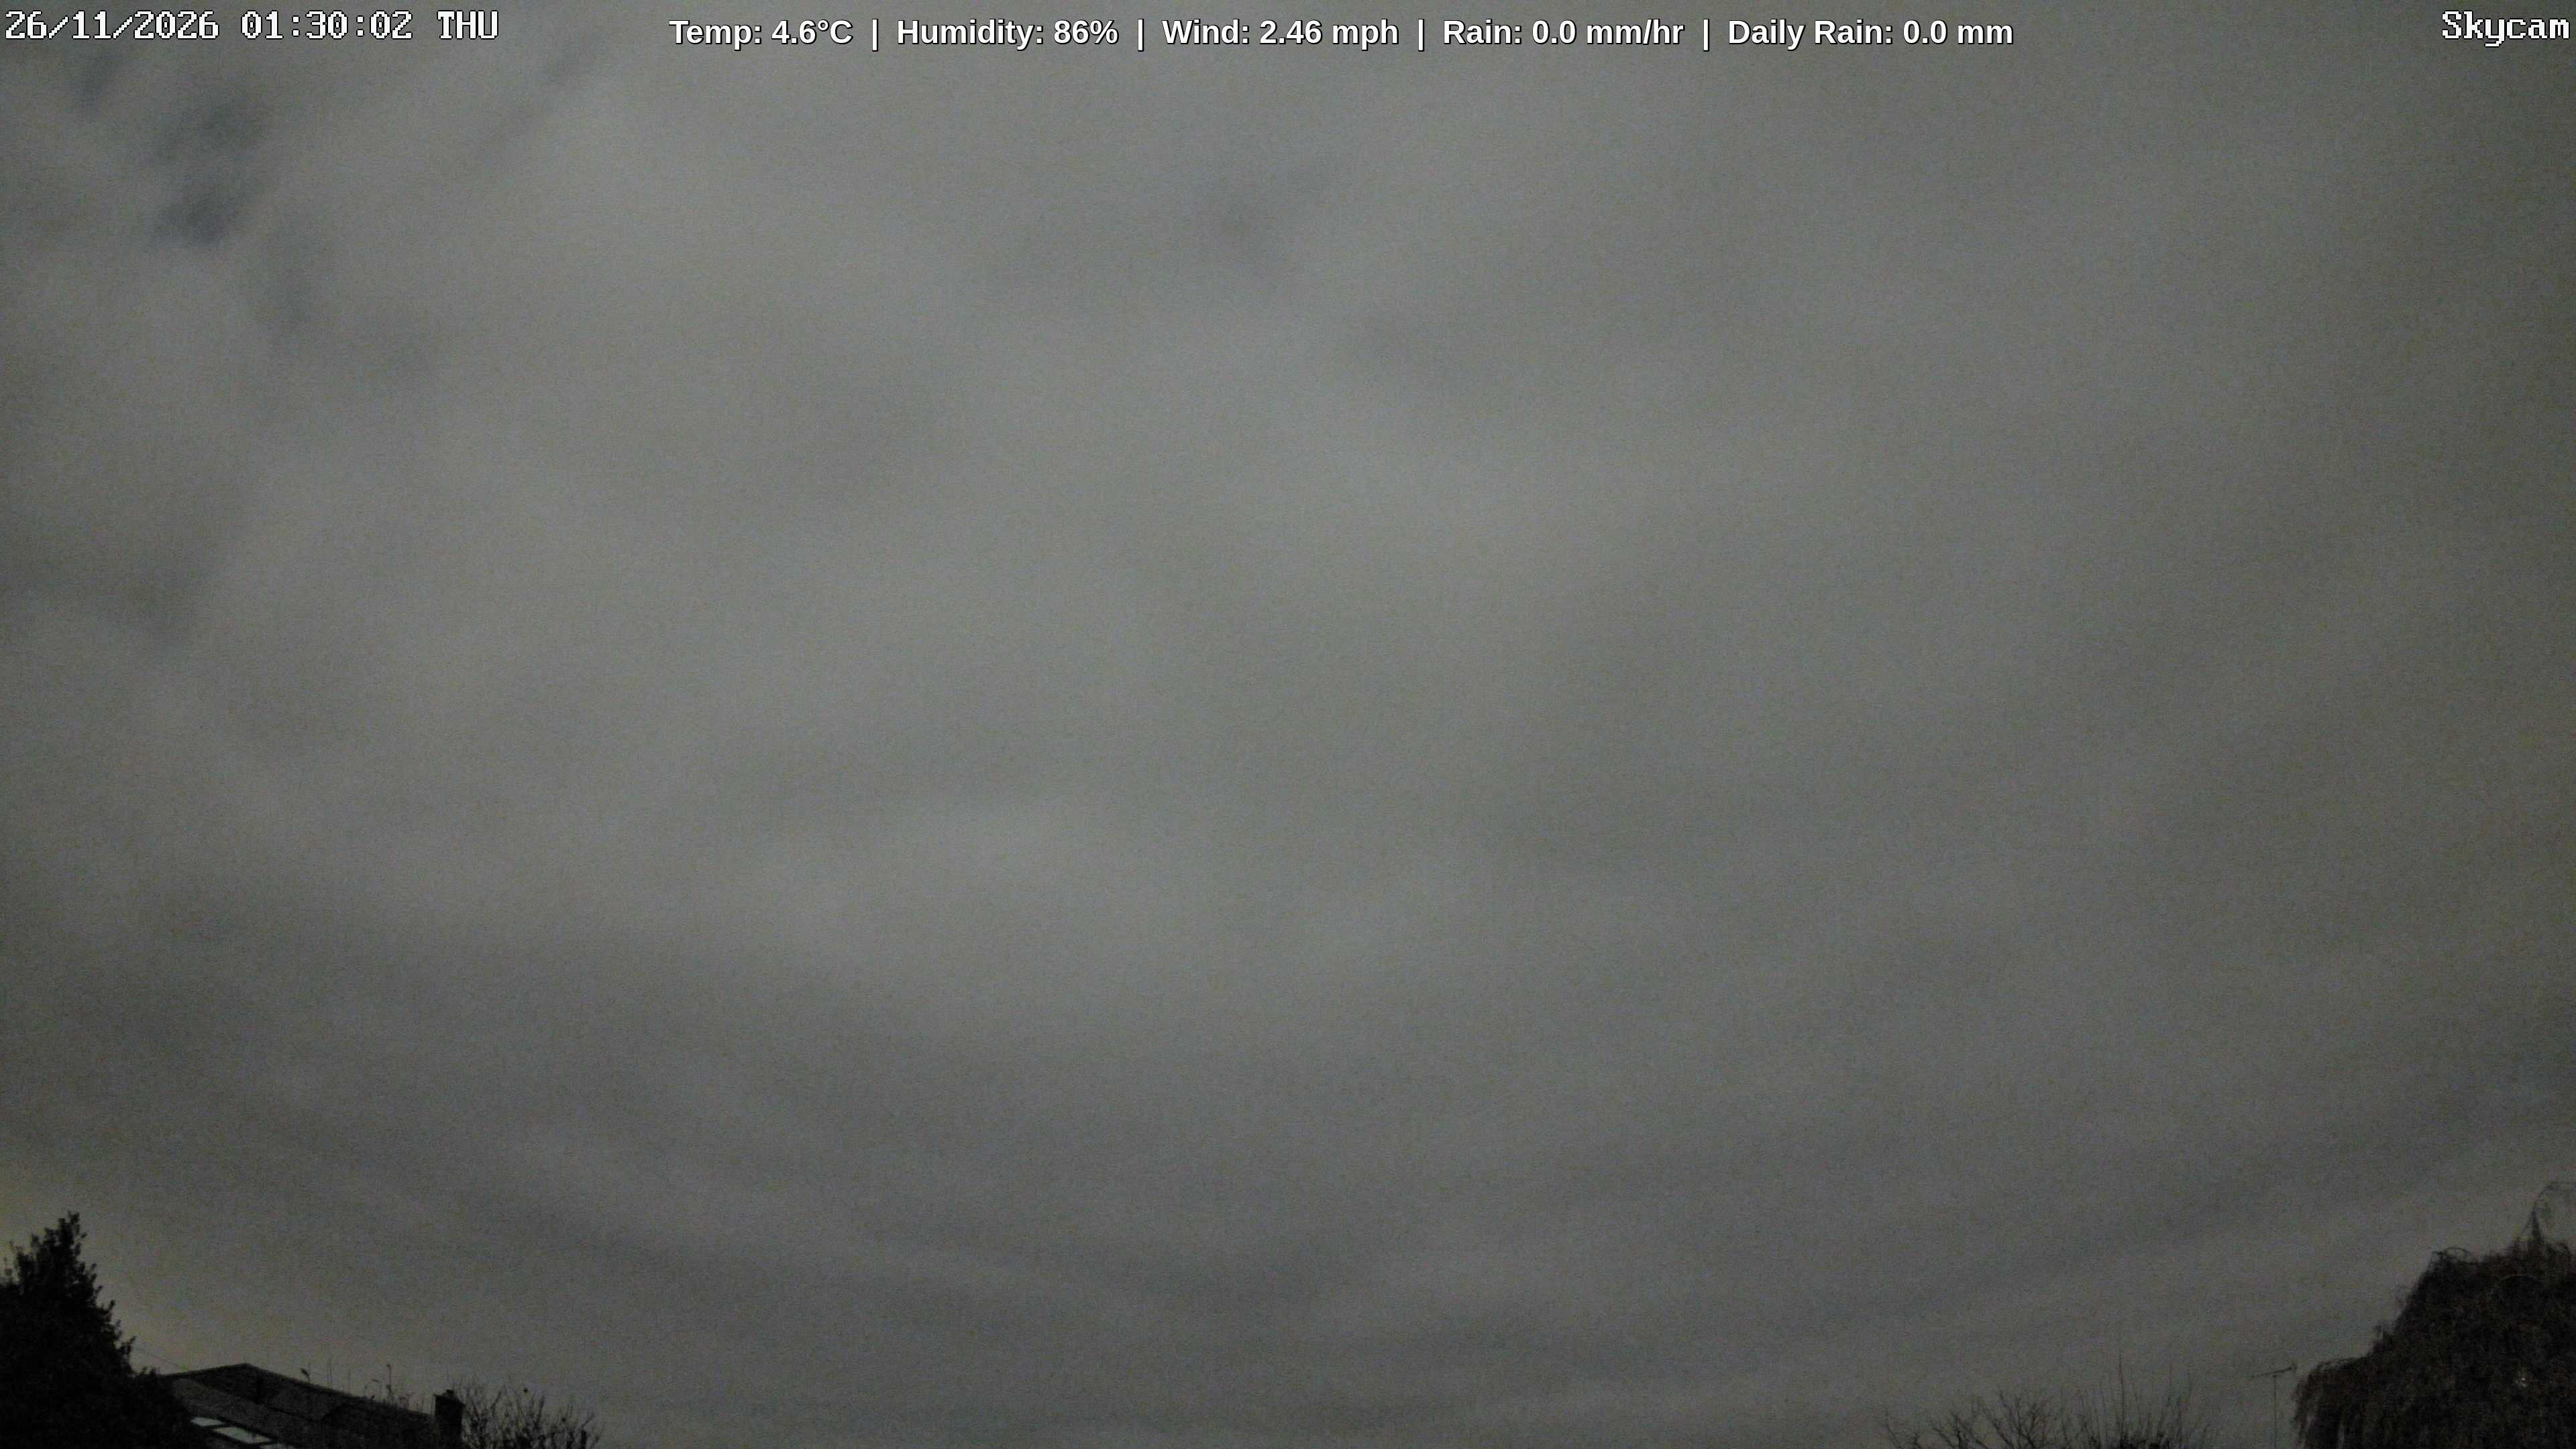 26/11/2026 01:30:02 THU
Temp: 4.6°C | Humidity: 86% | Wind: 2.46 mph | Rain: 0.0 mm/hr | Daily Rain: 0.0 mm
Skycam